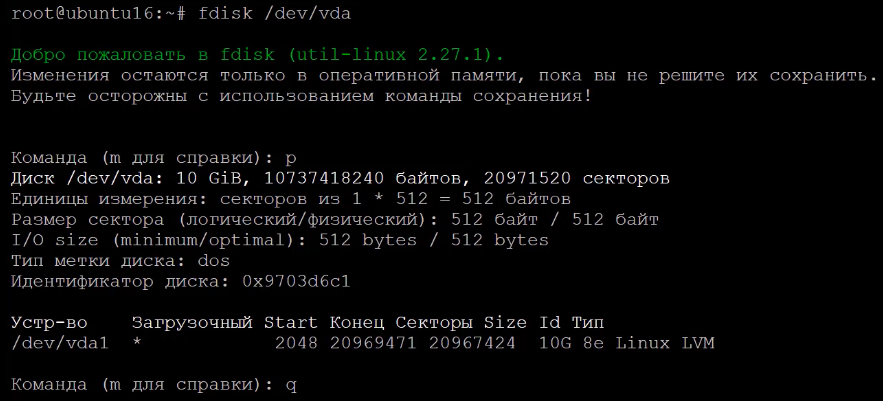 root@ubuntu16:~# fdisk /dev/vda
Добро пожаловать в fdisk (util-linux 2.27.1).
Изменения остаются только в оперативной памяти, пока вы не решите их сохранить.
Будьте осторожны с использованием команды сохранения!
Команда (m для справки): p
Диск /dev/vda: 10 GiB, 10737418240 байтов, 20971520 секторов
Единицы измерения: секторов из 1 * 512 = 512 байтов
Размер сектора (логический/физический): 512 байт / 512 байт
I/O size (minimum/optimal): 512 bytes / 512 bytes
Тип метки диска: dos
Идентификатор диска: 0x9703d6c1
Устр-во    Загрузочный Start Конец Секторы Size  Id Тип
/dev/vda1  *            2048 20969471 20967424  10G 8e Linux LVM
Команда (m для справки): q